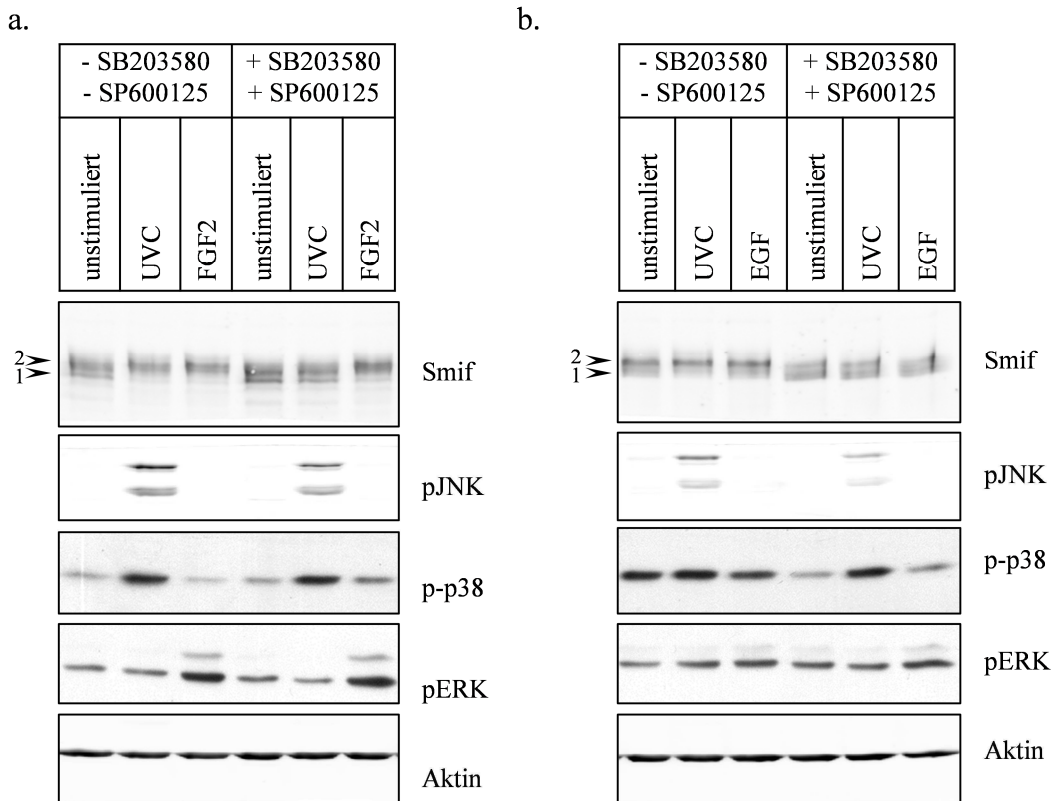 a.
- SB203580
- SP600125
+ SB203580
+ SP600125
unstimuliert
UVC
FGF2
unstimuliert
UVC
FGF2
2
1
Smif
pJNK
p-p38
pERK
Aktin
b.
- SB203580
- SP600125
+ SB203580
+ SP600125
unstimuliert
UVC
EGF
unstimuliert
UVC
EGF
2
1
Smif
pJNK
p-p38
pERK
Aktin